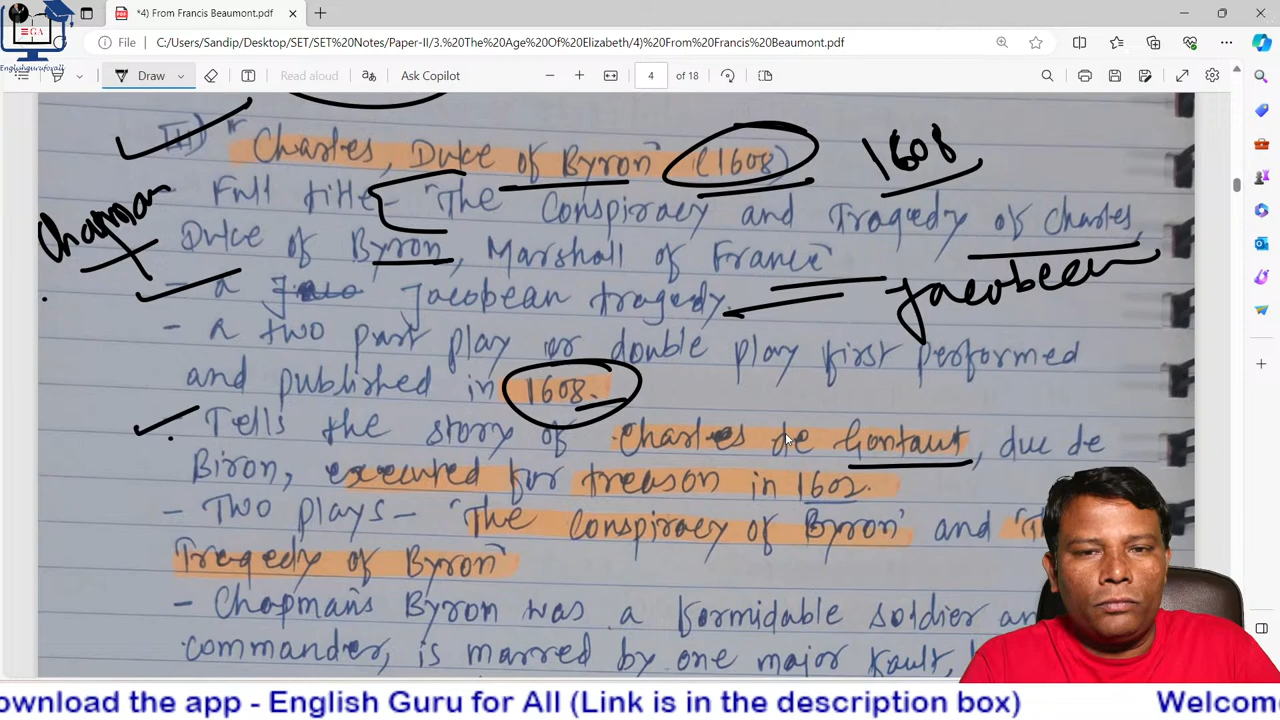 *4) From Francis Beaumont.pdf
EGA
Englishguruforall
File
C:/Users/Sandip/Desktop/SET/SET%20Notes/Paper-II/3.%20The%20Age%20Of%20Elizabeth/4)%20From%20Francis%20Beaumont.pdf
Draw
Read aloud
Ask Copilot
4 of 18
III) "Charles, Duke of Byron" (1608) 1608
Full title - "The Conspiracy and Tragedy of Charles,
Chapman
Duke of Byron, Marshall of France"
- a Jacobean tragedy. Jacobean
- a two part play or double play first performed
and published in 1608.
Tells the story of Charles de Gontaut, duc de
Biron, executed for treason in 1602.
- Two plays - 'The Conspiracy of Byron' and
Tragedy of Byron"
- Chapman's Byron was a formidable soldier
commander, is marred by one major fault,
ownload the app - English Guru for All (Link is in the description box) Welcome